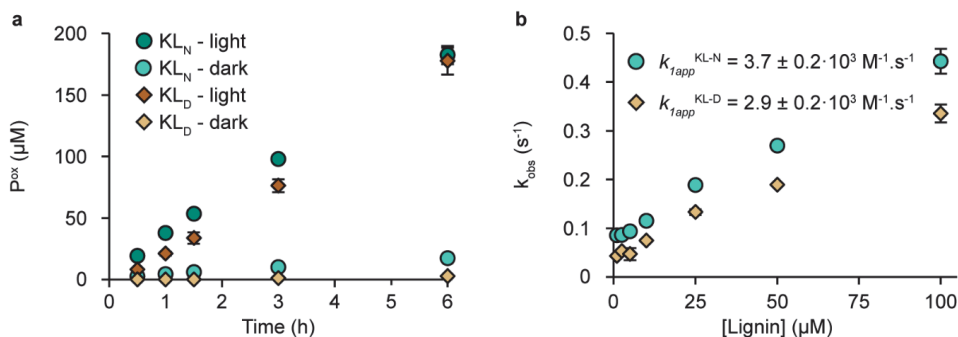 a
KL_N - light
KL_N - dark
KL_D - light
KL_D - dark
P^ox (µM)
200
150
100
50
0
0 1 2 3 4 5 6
Time (h)
b
k_1app^KL-N = 3.7 ± 0.2·10³ M⁻¹.s⁻¹
k_1app^KL-D = 2.9 ± 0.2·10³ M⁻¹.s⁻¹
k_obs (s⁻¹)
0.5
0.4
0.3
0.2
0.1
0
0 25 50 75 100
[Lignin] (µM)